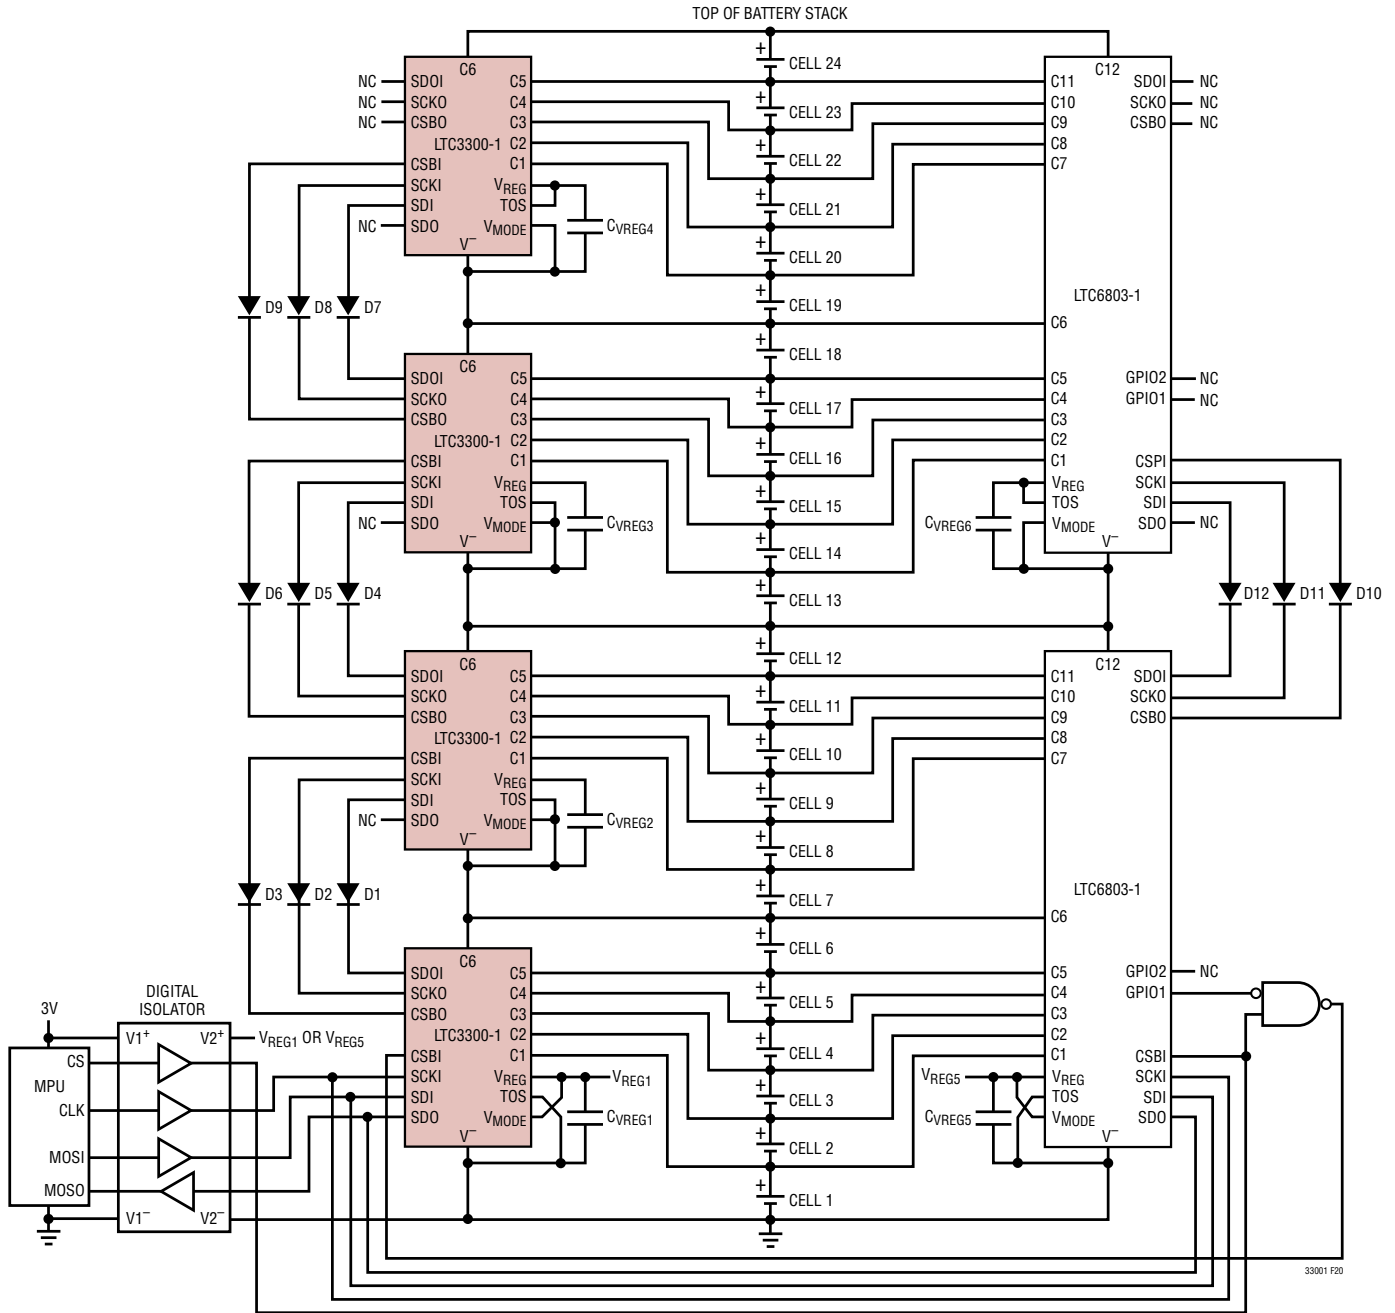 TOP OF BATTERY STACK
C6
NC SDOI
NC SCKO
NC CSBO
LTC3300-1
CSBI
SCKI
SDI
NC SDO
C5
C4
C3
C2
C1
VREG
TOS
VMODE
V–
CVREG4
+ CELL 24
+ CELL 23
+ CELL 22
+ CELL 21
+ CELL 20
+ CELL 19
C12
C11
C10
C9
C8
C7
SDOI NC
SCKO NC
CSBO NC
LTC6803-1
C6
D9
D8
D7
C6
SDOI
SCKO
CSBO
LTC3300-1
CSBI
SCKI
SDI
NC SDO
C5
C4
C3
C2
C1
VREG
TOS
VMODE
V–
CVREG3
+ CELL 18
+ CELL 17
+ CELL 16
+ CELL 15
+ CELL 14
+ CELL 13
C5
C4
C3
C2
C1
VREG
TOS
VMODE
V–
CVREG6
GPIO2 NC
GPIO1 NC
CSPI
SCKI
SDI
SDO NC
D6
D5
D4
D12
D11
D10
C6
SDOI
SCKO
CSBO
LTC3300-1
CSBI
SCKI
SDI
NC SDO
C5
C4
C3
C2
C1
VREG
TOS
VMODE
V–
CVREG2
+ CELL 12
+ CELL 11
+ CELL 10
+ CELL 9
+ CELL 8
+ CELL 7
C12
C11
C10
C9
C8
C7
SDOI
SCKO
CSBO
LTC6803-1
C6
D3
D2
D1
C6
SDOI
SCKO
CSBO
LTC3300-1
CSBI
SCKI
SDI
SDO
C5
C4
C3
C2
C1
VREG
TOS
VMODE
V–
VREG1
CVREG1
+ CELL 6
+ CELL 5
+ CELL 4
+ CELL 3
+ CELL 2
+ CELL 1
C5
C4
C3
C2
C1
VREG5
VREG
TOS
VMODE
V–
CVREG5
GPIO2 NC
GPIO1
CSBI
SCKI
SDI
SDO
3V
DIGITAL
ISOLATOR
V1+
V2+
VREG1 OR VREG5
CS
MPU
CLK
MOSI
MOSO
V1–
V2–
33001 F20